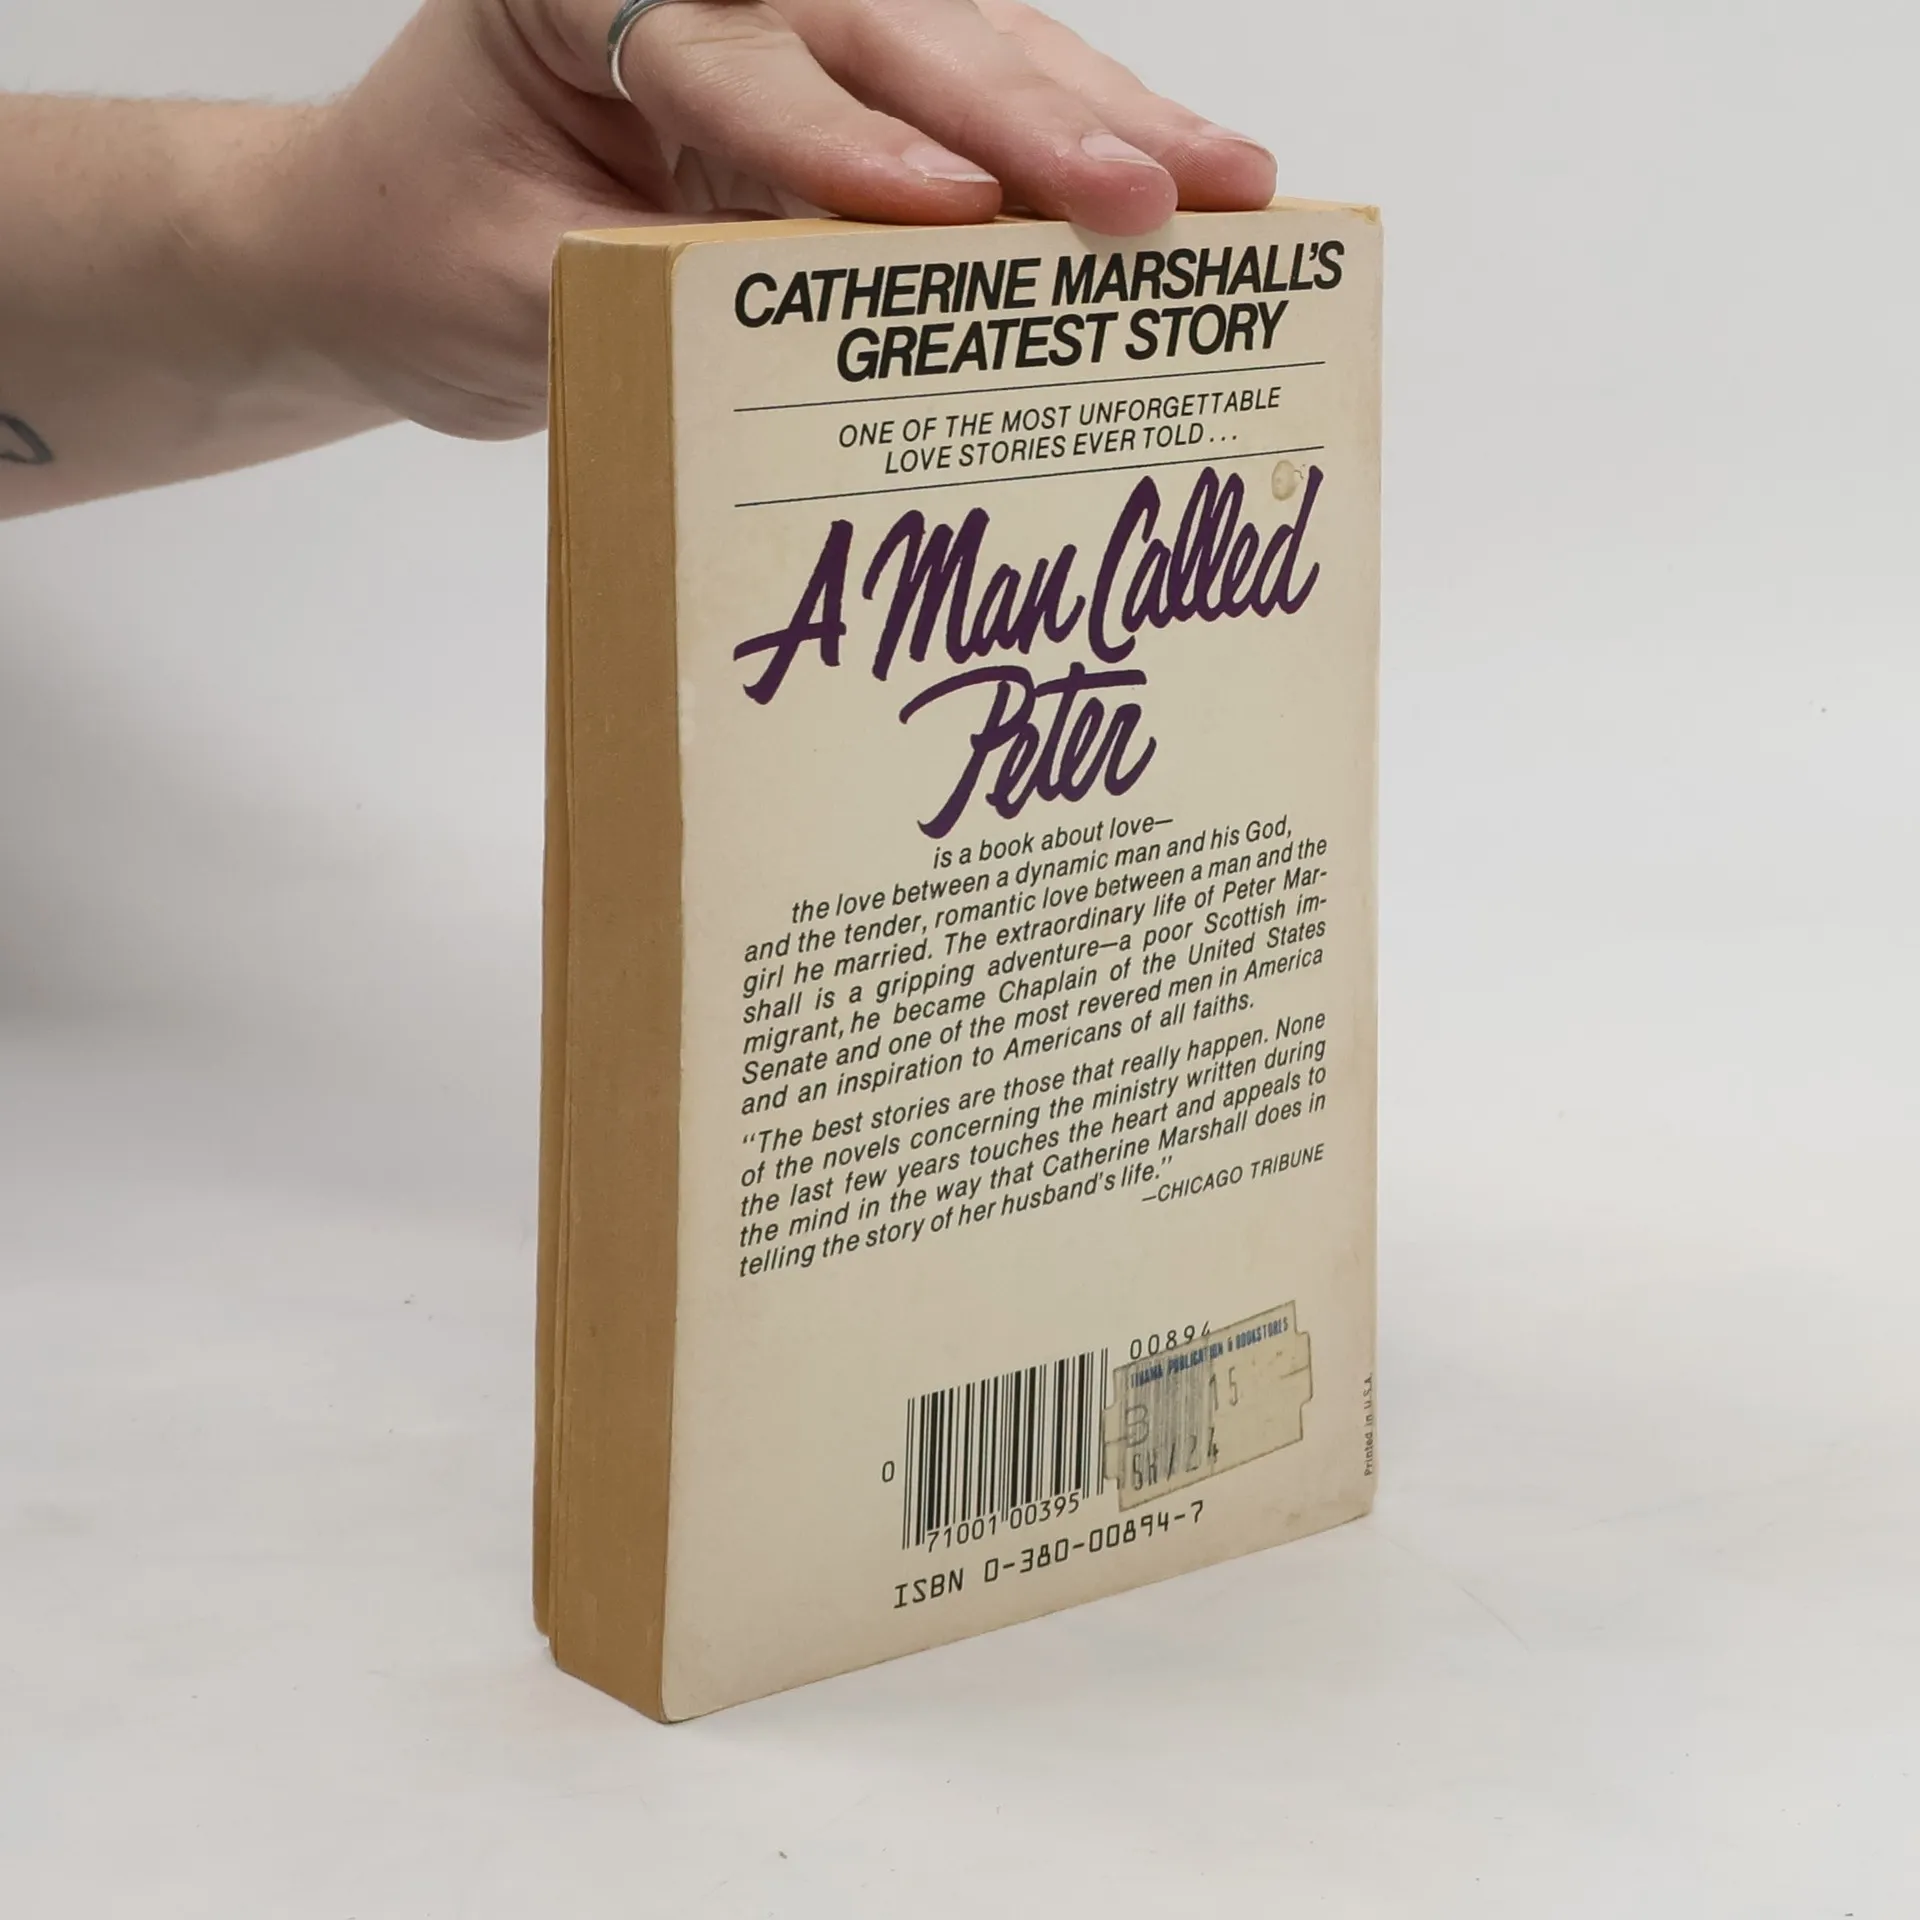 CATHERINE MARSHALL'S
GREATEST STORY
ONE OF THE MOST UNFORGETTABLE
LOVE STORIES EVER TOLD...
A Man Called
Peter
is a book about love—
the love between a dynamic man and his God,
and the tender, romantic love between a man and the
girl he married. The extraordinary life of Peter Mar-
shall is a gripping adventure—a poor Scottish im-
migrant, he became Chaplain of the United States
Senate and one of the most revered men in America
and an inspiration to Americans of all faiths.
“The best stories are those that really happen. None
of the novels concerning the ministry written during
the last few years touches the heart and appeals to
the mind in the way that Catherine Marshall does in
telling the story of her husband's life.”
—CHICAGO TRIBUNE
00894
PUBLICATION & BOOKSTORES
0
71001 00395
ISBN 0-380-00894-7
Printed in U.S.A.